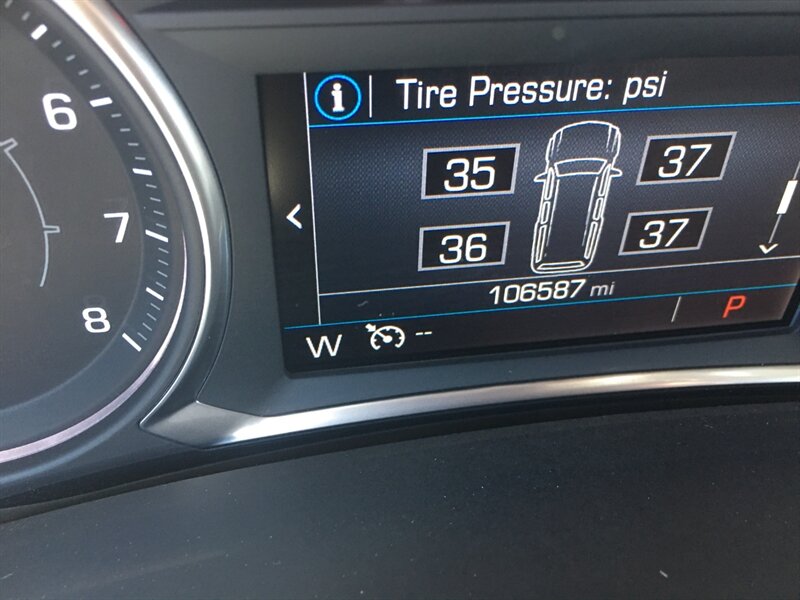 6
7
8
i Tire Pressure: psi
35 37
36 37
106587 mi
W -- P